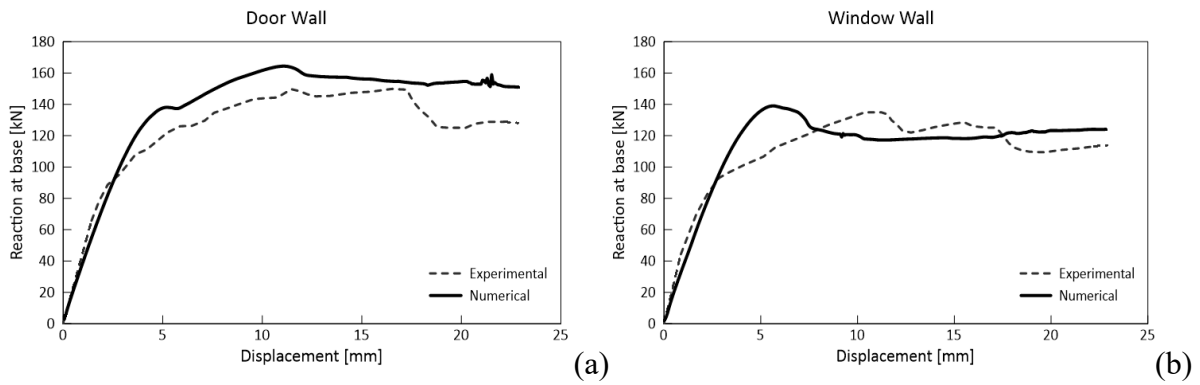 Door Wall
180
160
140
120
100
80
60
40
20
0
Reaction at base [kN]
0 5 10 15 20 25
Displacement [mm]
Experimental
Numerical
(a)
Window Wall
180
160
140
120
100
80
60
40
20
0
Reaction at base [kN]
0 5 10 15 20 25
Displacement [mm]
Experimental
Numerical
(b)